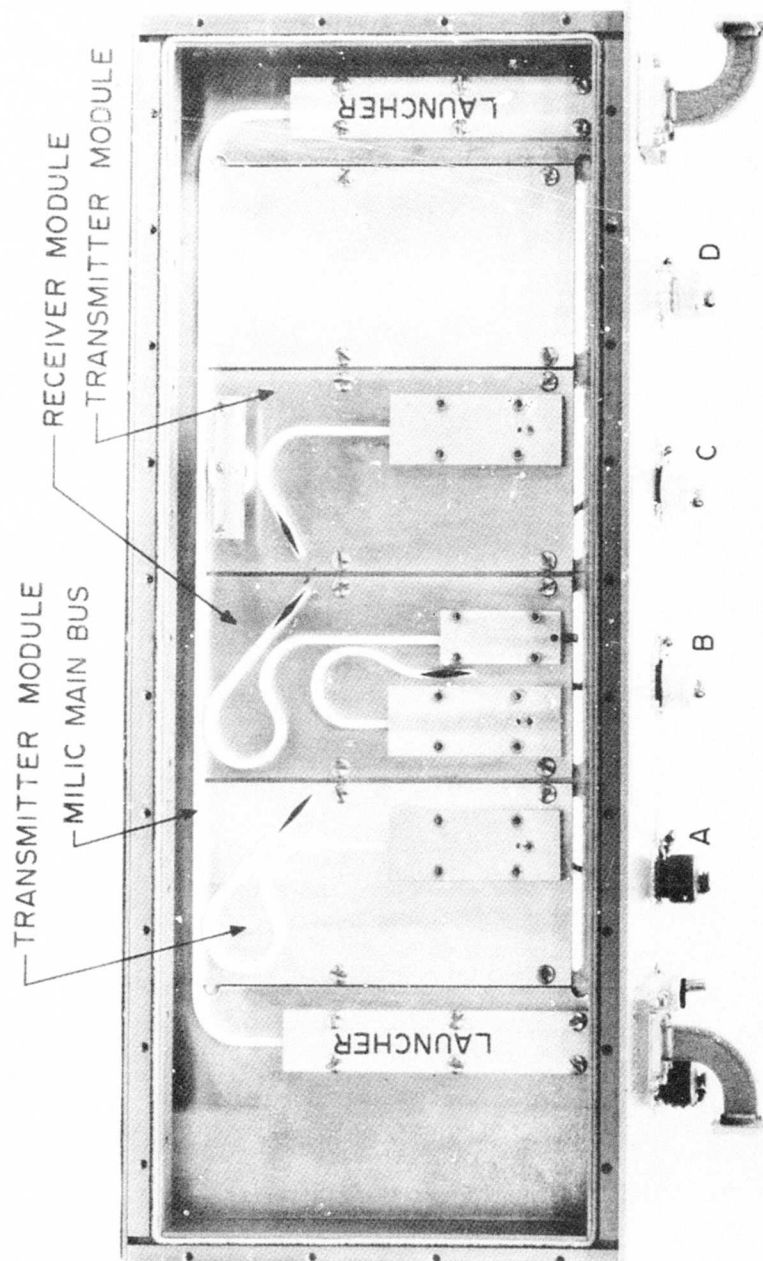 TRANSMITTER MODULE
MILIC MAIN BUS
RECEIVER MODULE
TRANSMITTER MODULE
LAUNCHER
LAUNCHER
A
B
C
D